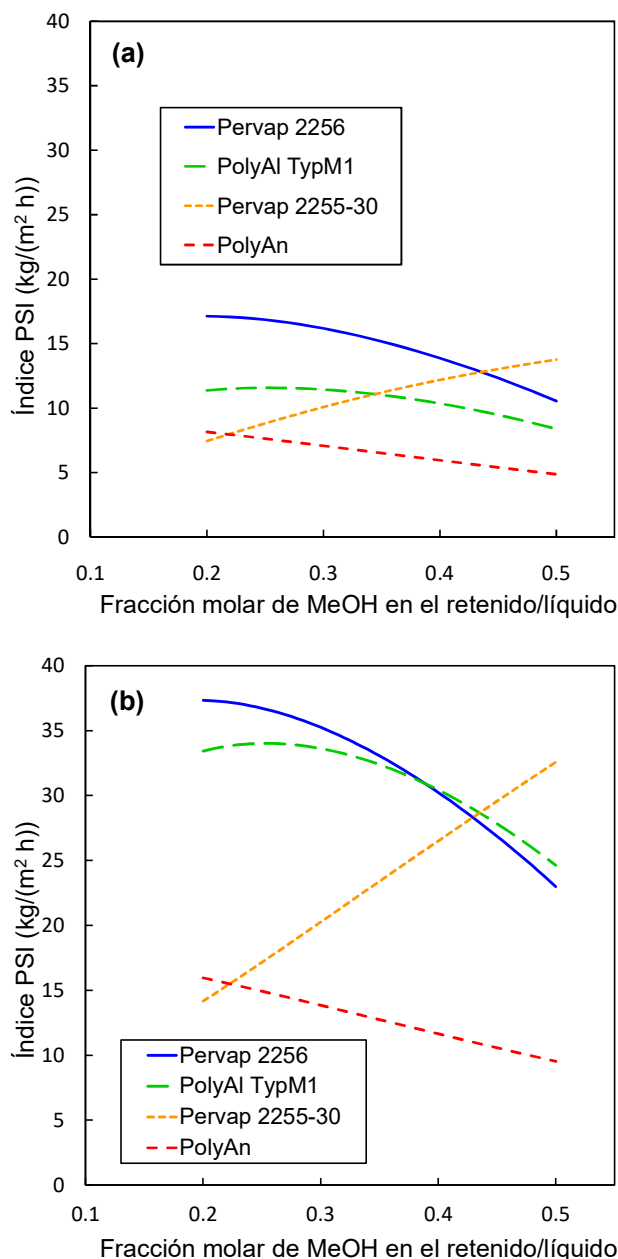 (a)
40
35
30
25
20
15
10
5
0
Índice PSI (kg/(m² h))
Pervap 2256
PolyAl TypM1
Pervap 2255-30
PolyAn
0.1 0.2 0.3 0.4 0.5
Fracción molar de MeOH en el retenido/líquido
(b)
40
35
30
25
20
15
10
5
0
Índice PSI (kg/(m² h))
Pervap 2256
PolyAl TypM1
Pervap 2255-30
PolyAn
0.1 0.2 0.3 0.4 0.5
Fracción molar de MeOH en el retenido/líquido